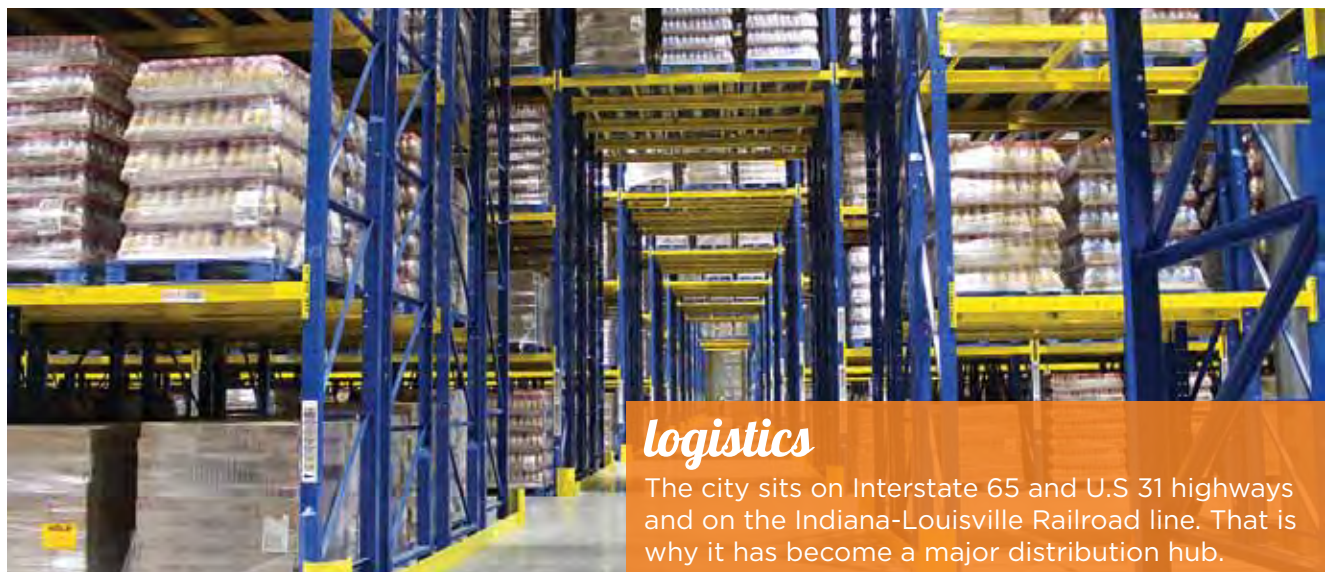 logistics
The city sits on Interstate 65 and U.S 31 highways
and on the Indiana-Louisville Railroad line. That is
why it has become a major distribution hub.